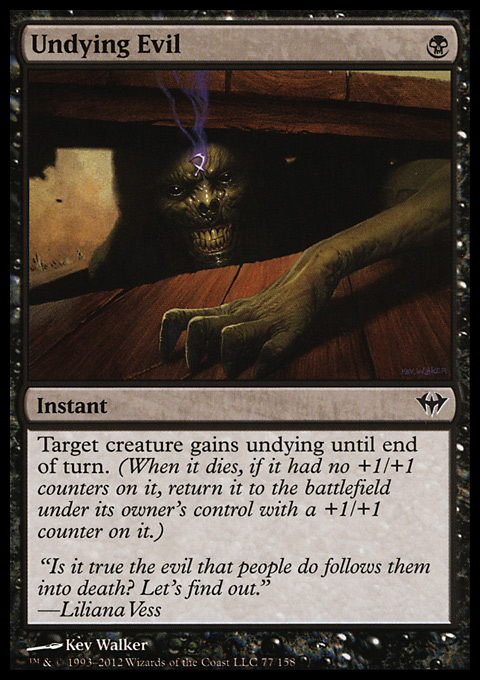 Undying Evil
KEV WALKER
Instant
Target creature gains undying until end
of turn. (When it dies, if it had no +1/+1
counters on it, return it to the battlefield
under its owner's control with a +1/+1
counter on it.)
"Is it true the evil that people do follows them
into death? Let's find out."
—Liliana Vess
Kev Walker
™ & © 1993–2012 Wizards of the Coast LLC 77/158